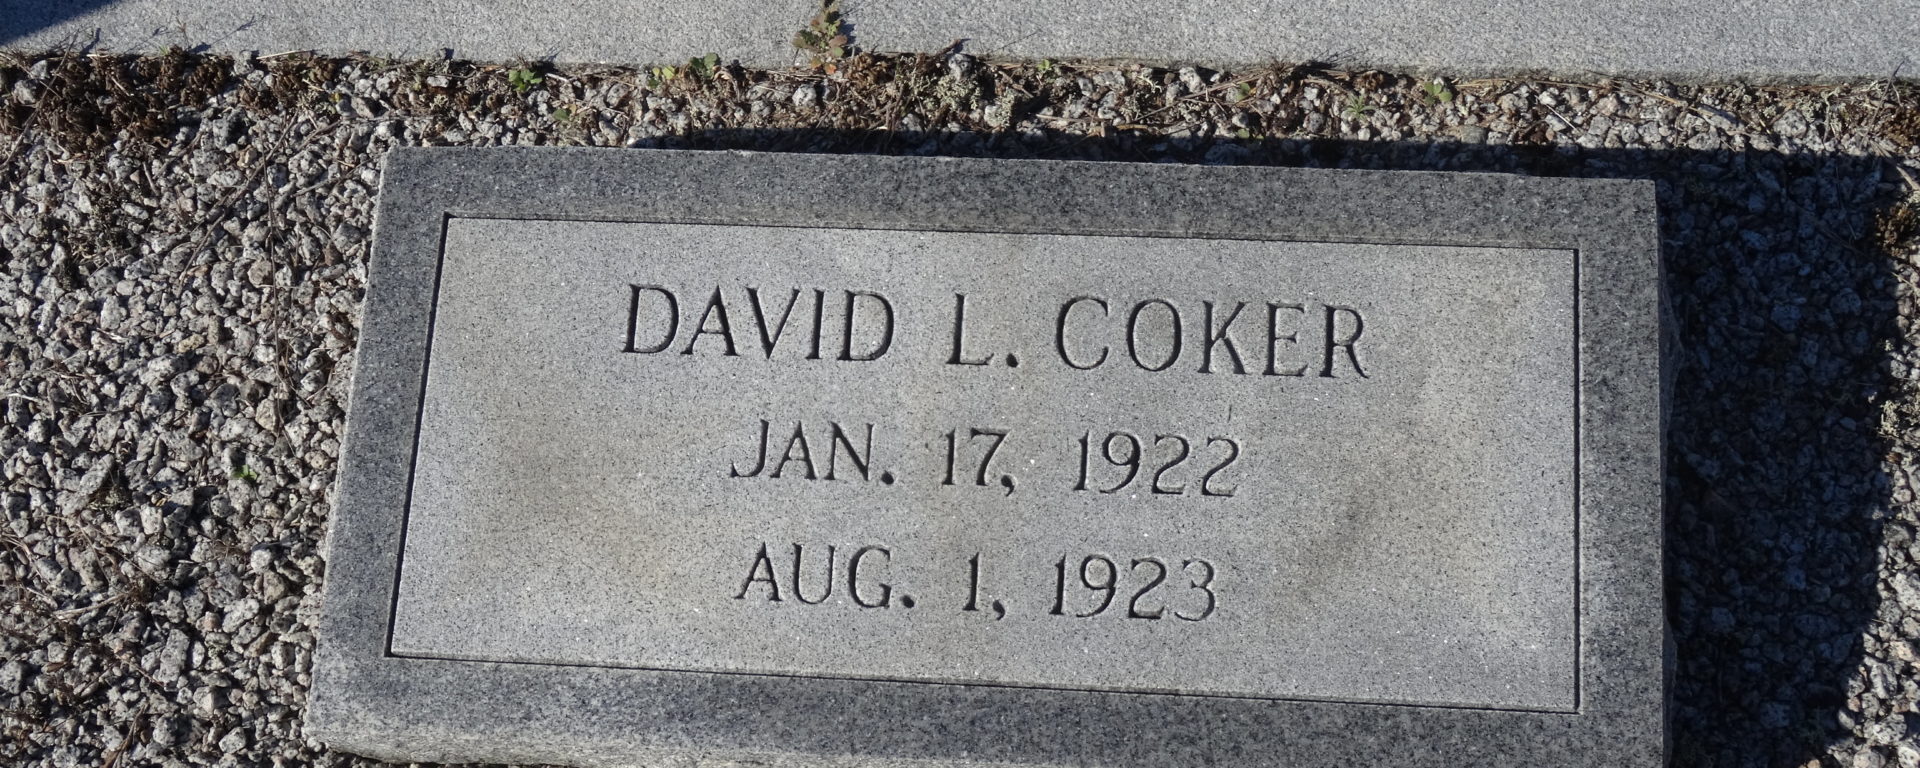 DAVID L. COKER
JAN. 17, 1922
AUG. 1, 1923